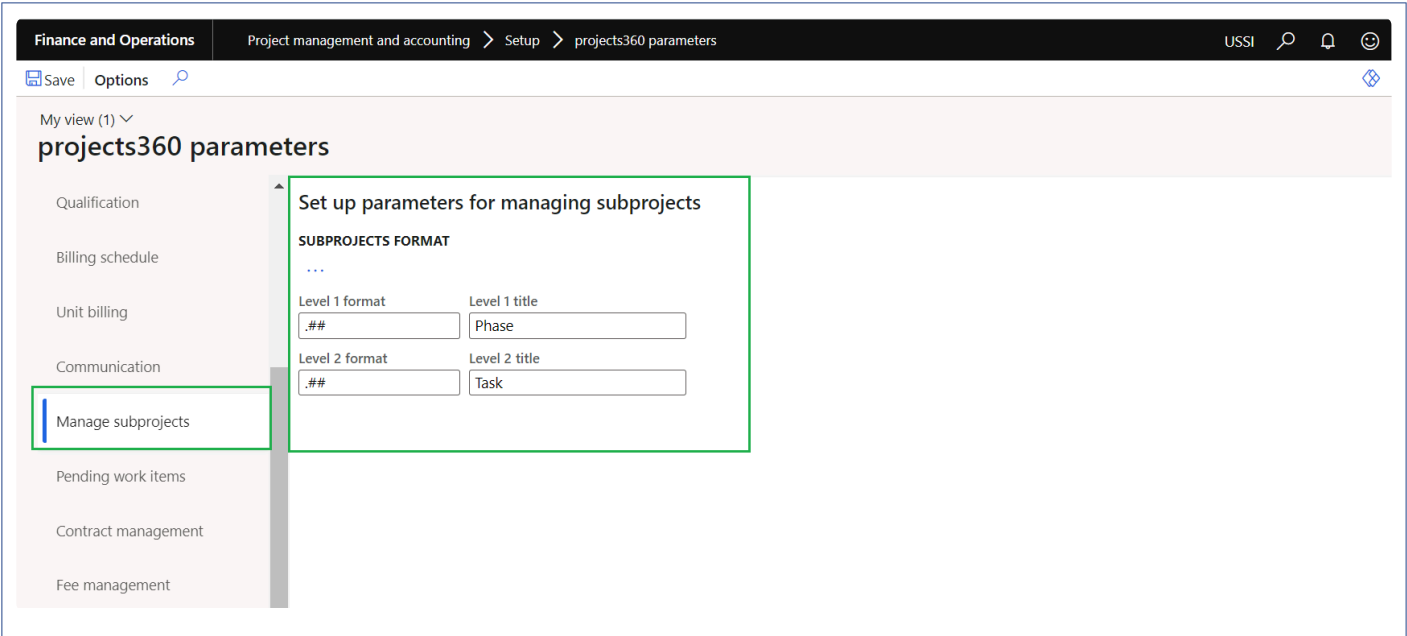 Finance and Operations Project management and accounting Setup projects360 parameters USSI
Save Options
My view (1)
projects360 parameters
Qualification
Billing schedule
Unit billing
Communication
Manage subprojects
Pending work items
Contract management
Fee management
Set up parameters for managing subprojects
SUBPROJECTS FORMAT
...
Level 1 format Level 1 title
.## Phase
Level 2 format Level 2 title
.## Task